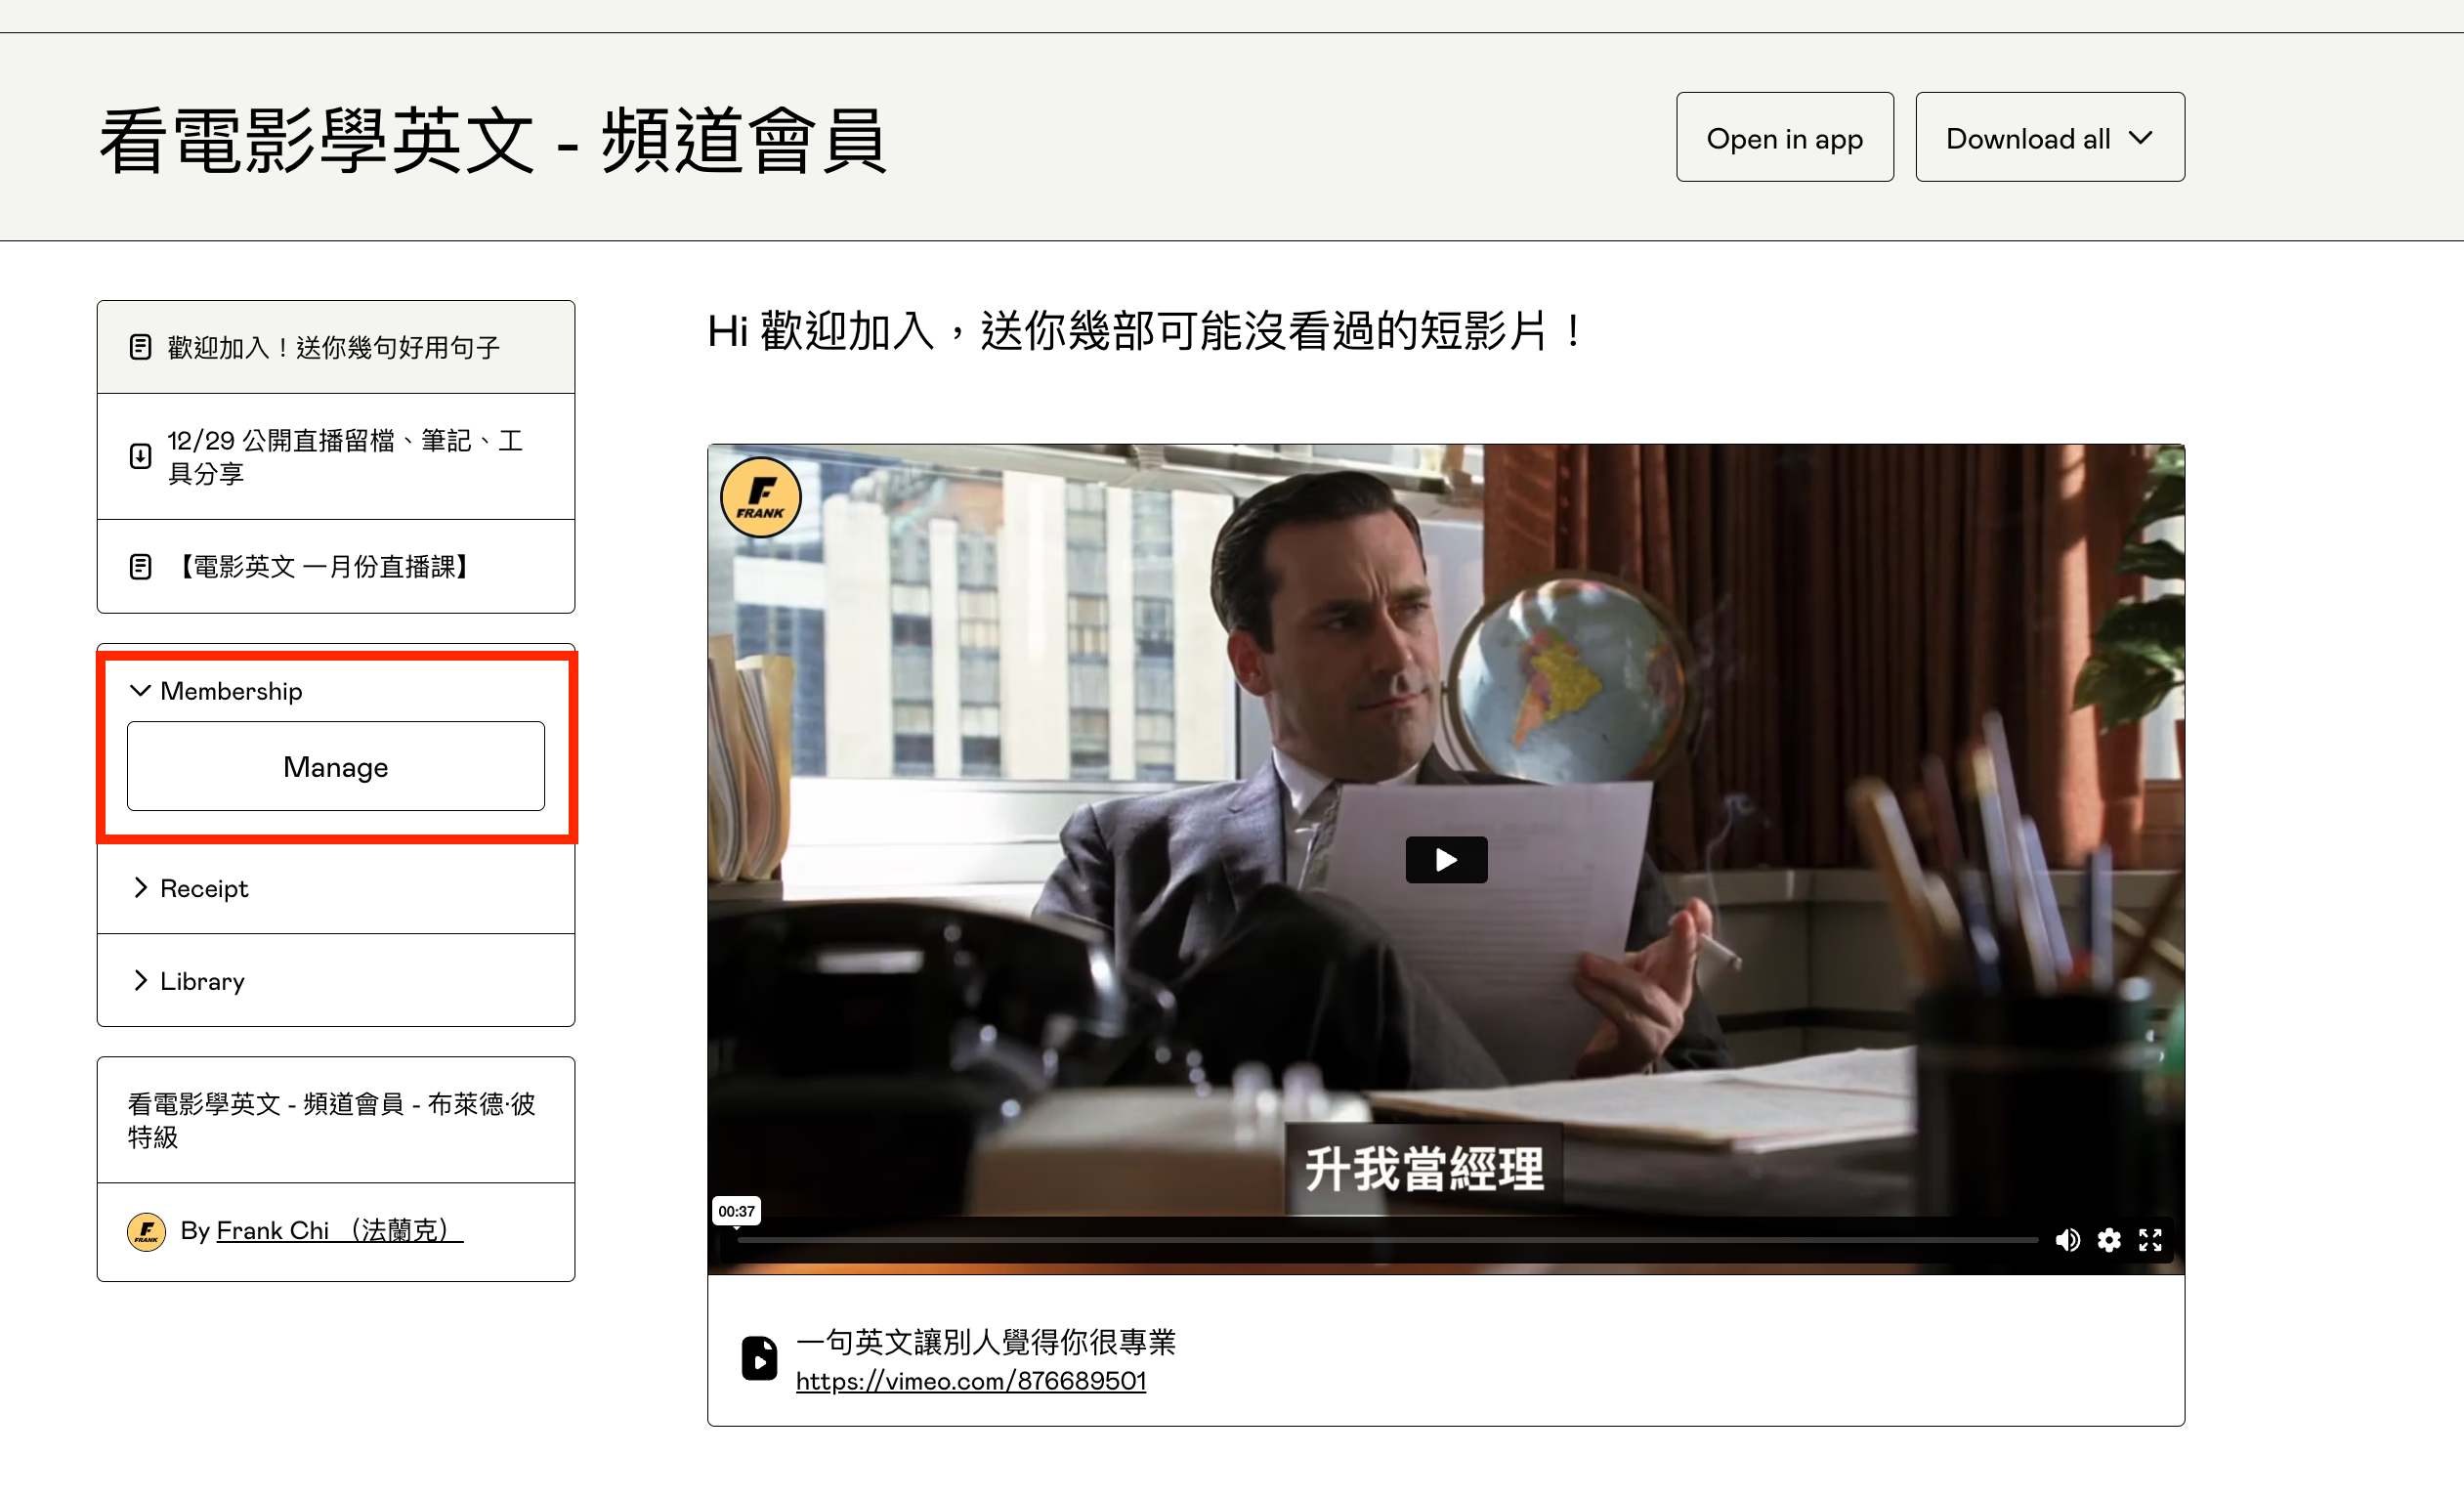 看電影學英文 - 頻道會員
Open in app
Download all
歡迎加入！送你幾句好用句子
12/29 公開直播留檔、筆記、工
具分享
【電影英文 一月份直播課】
Membership
Manage
Receipt
Library
看電影學英文 - 頻道會員 - 布萊德·彼
特級
F
FRANK
By Frank Chi （法蘭克）
Hi 歡迎加入，送你幾部可能沒看過的短影片！
F
FRANK
升我當經理
00:37
一句英文讓別人覺得你很專業
https://vimeo.com/876689501